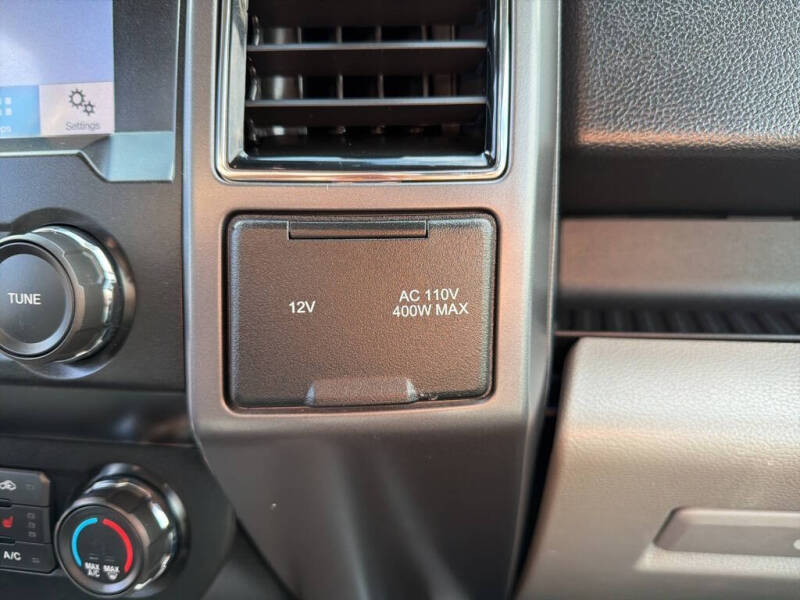 Settings
TUNE
12V
AC 110V
400W MAX
A/C
MAX
A/C
MAX